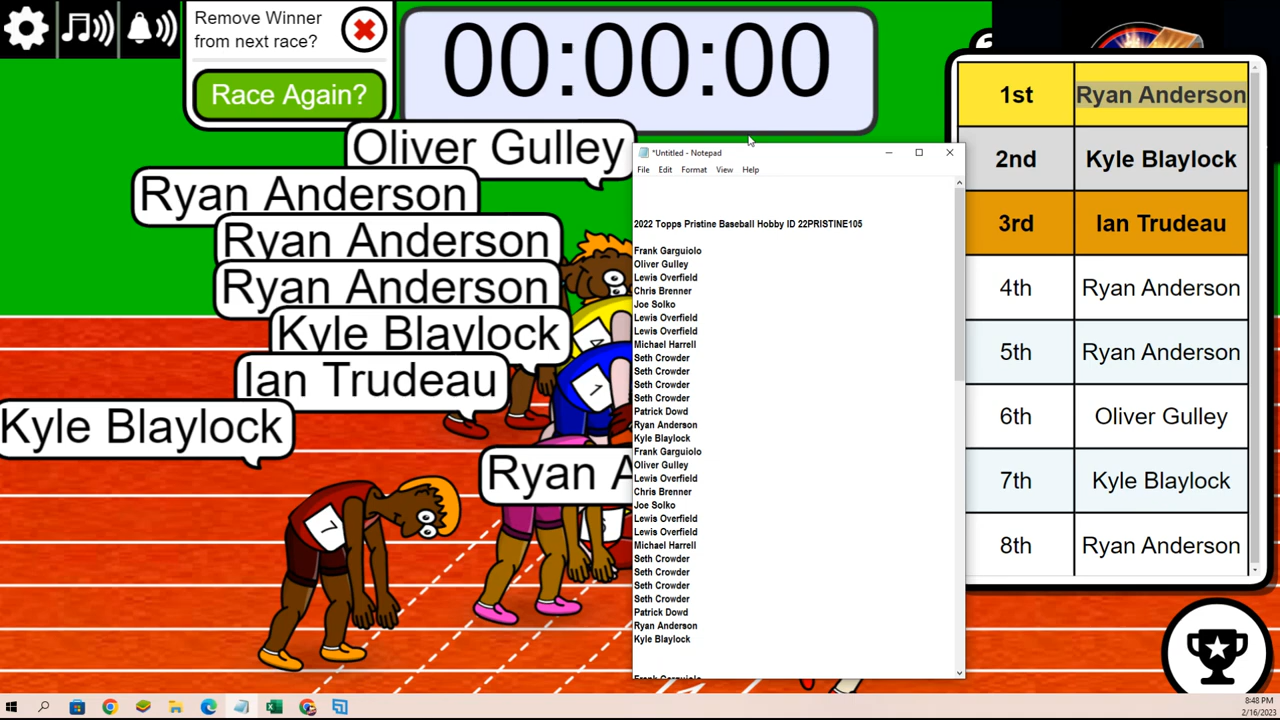 Remove Winner
from next race?
Race Again?
00:00:00
Oliver Gulley
Ryan Anderson
Ryan Anderson
Ryan Anderson
Kyle Blaylock
Ian Trudeau
Kyle Blaylock
Ryan A
7
1
*Untitled - Notepad
File Edit Format View Help
2022 Topps Pristine Baseball Hobby ID 22PRISTINE105
Frank Garguiolo
Oliver Gulley
Lewis Overfield
Chris Brenner
Joe Solko
Lewis Overfield
Lewis Overfield
Michael Harrell
Seth Crowder
Seth Crowder
Seth Crowder
Seth Crowder
Patrick Dowd
Ryan Anderson
Kyle Blaylock
Frank Garguiolo
Oliver Gulley
Lewis Overfield
Chris Brenner
Joe Solko
Lewis Overfield
Lewis Overfield
Michael Harrell
Seth Crowder
Seth Crowder
Seth Crowder
Seth Crowder
Patrick Dowd
Ryan Anderson
Kyle Blaylock
Frank Garguiolo
1st Ryan Anderson
2nd Kyle Blaylock
3rd Ian Trudeau
4th Ryan Anderson
5th Ryan Anderson
6th Oliver Gulley
7th Kyle Blaylock
8th Ryan Anderson
8:48 PM
2/16/2023